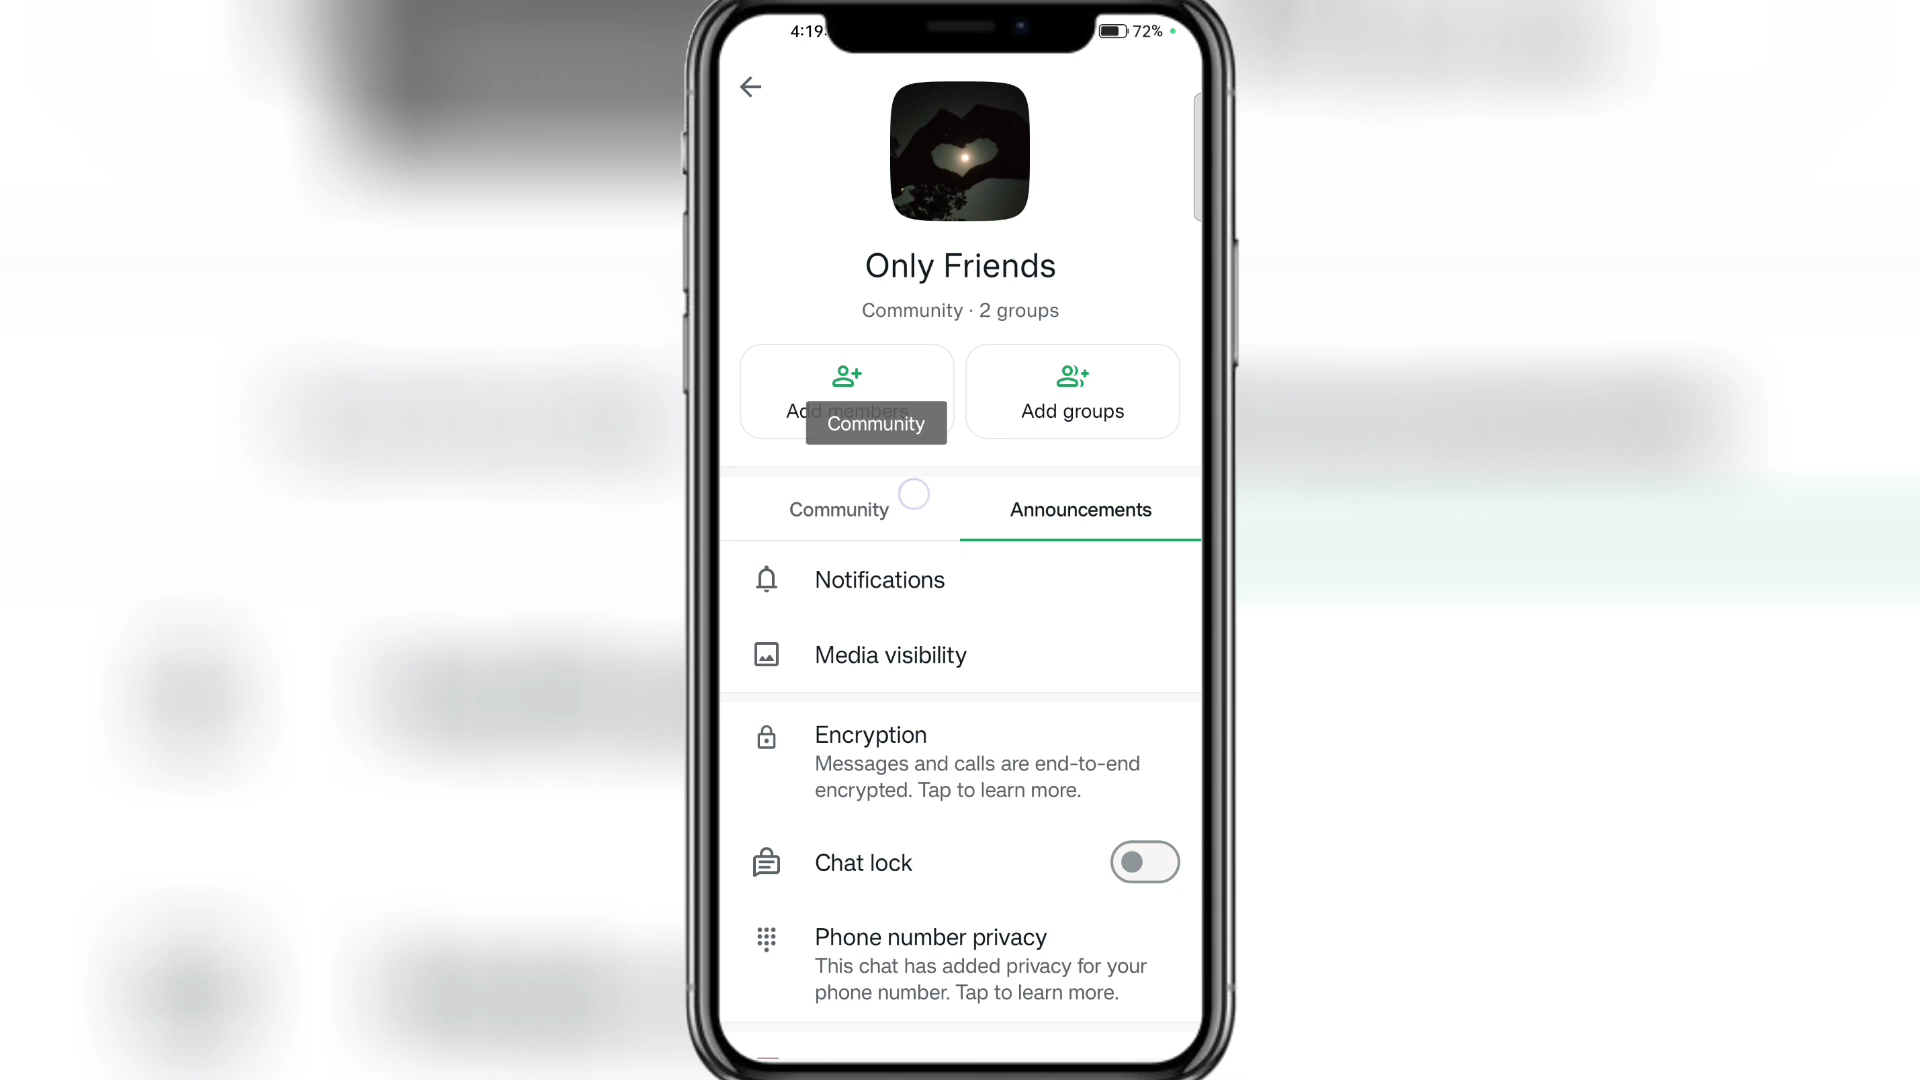 4:19
72%
Only Friends
Community · 2 groups
Add members
Community
Add groups
Community
Announcements
Notifications
Media visibility
Encryption
Messages and calls are end-to-end
encrypted. Tap to learn more.
Chat lock
Phone number privacy
This chat has added privacy for your
phone number. Tap to learn more.